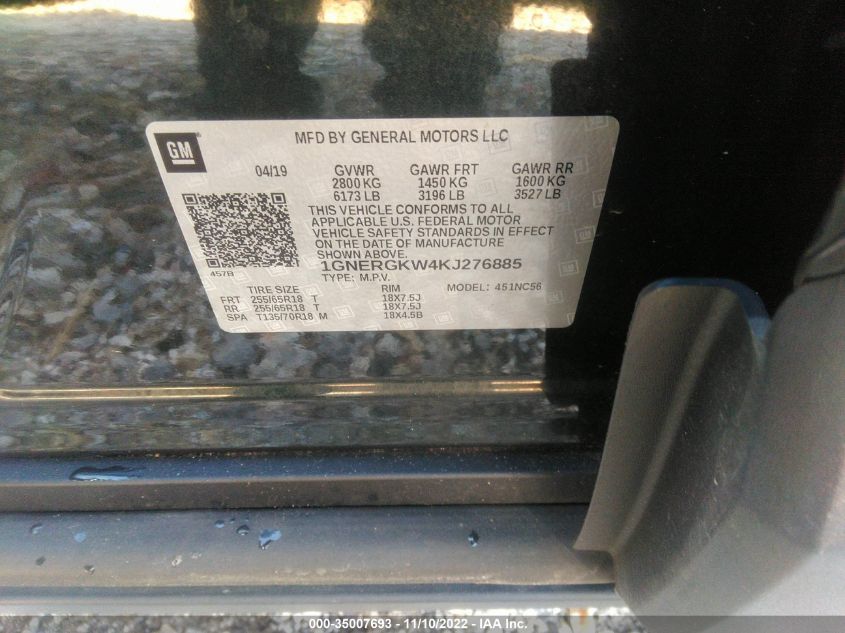 GM
MFD BY GENERAL MOTORS LLC
04/19 GVWR GAWR FRT GAWR RR
2800 KG 1450 KG 1600 KG
6173 LB 3196 LB 3527 LB
THIS VEHICLE CONFORMS TO ALL
APPLICABLE U.S. FEDERAL MOTOR
VEHICLE SAFETY STANDARDS IN EFFECT
ON THE DATE OF MANUFACTURE
SHOWN ABOVE.
457B 1GNERGKW4KJ276885
TYPE: M.P.V. MODEL: 451NC56
TIRE SIZE RIM
FRT 255/65R18 T 18X7.5J
RR 255/65R18 T 18X7.5J
SPA T135/70R18 M 18X4.5B
000-35007693 - 11/10/2022 - IAA Inc.